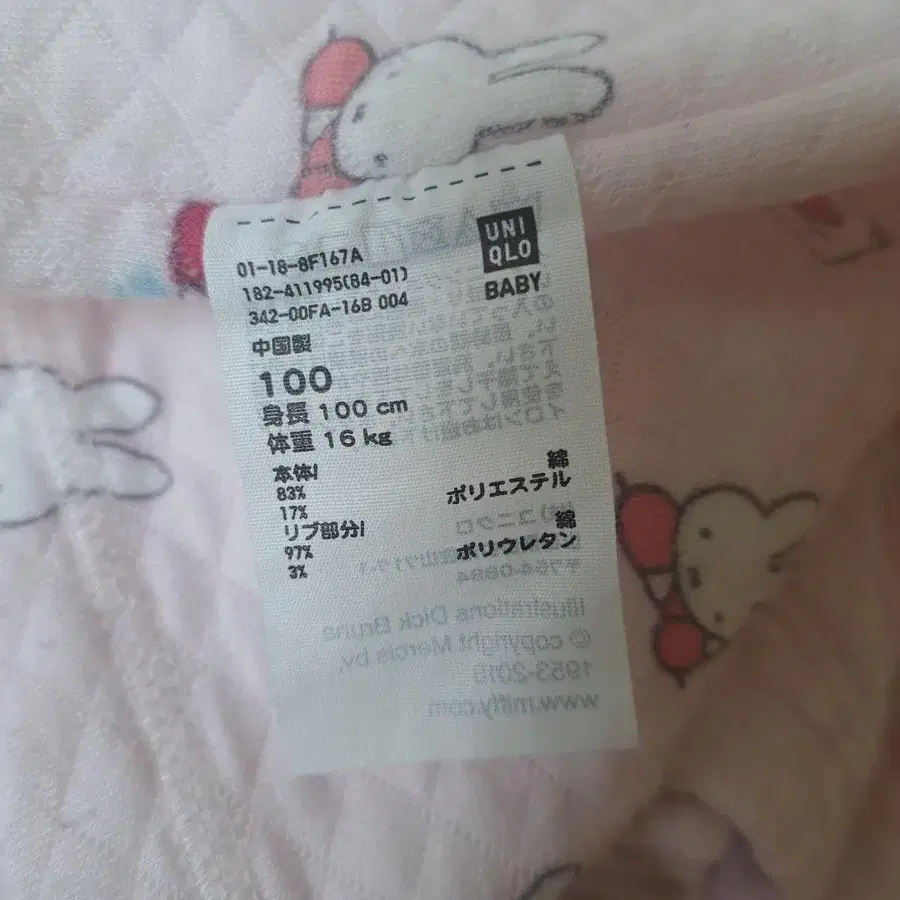 UNI
QLO
BABY
01-18-8F167A
182-411995(84-01)
342-00FA-16B 004
中国製
100
身長 100 cm
体重 16 kg
本体/ 綿
83%
ポリエステル
17%
リブ部分/ 綿
97%
ポリウレタン
3%
Illustrations Dick Bruna
© copyright Mercis bv,
1953-2018
www.miffy.com